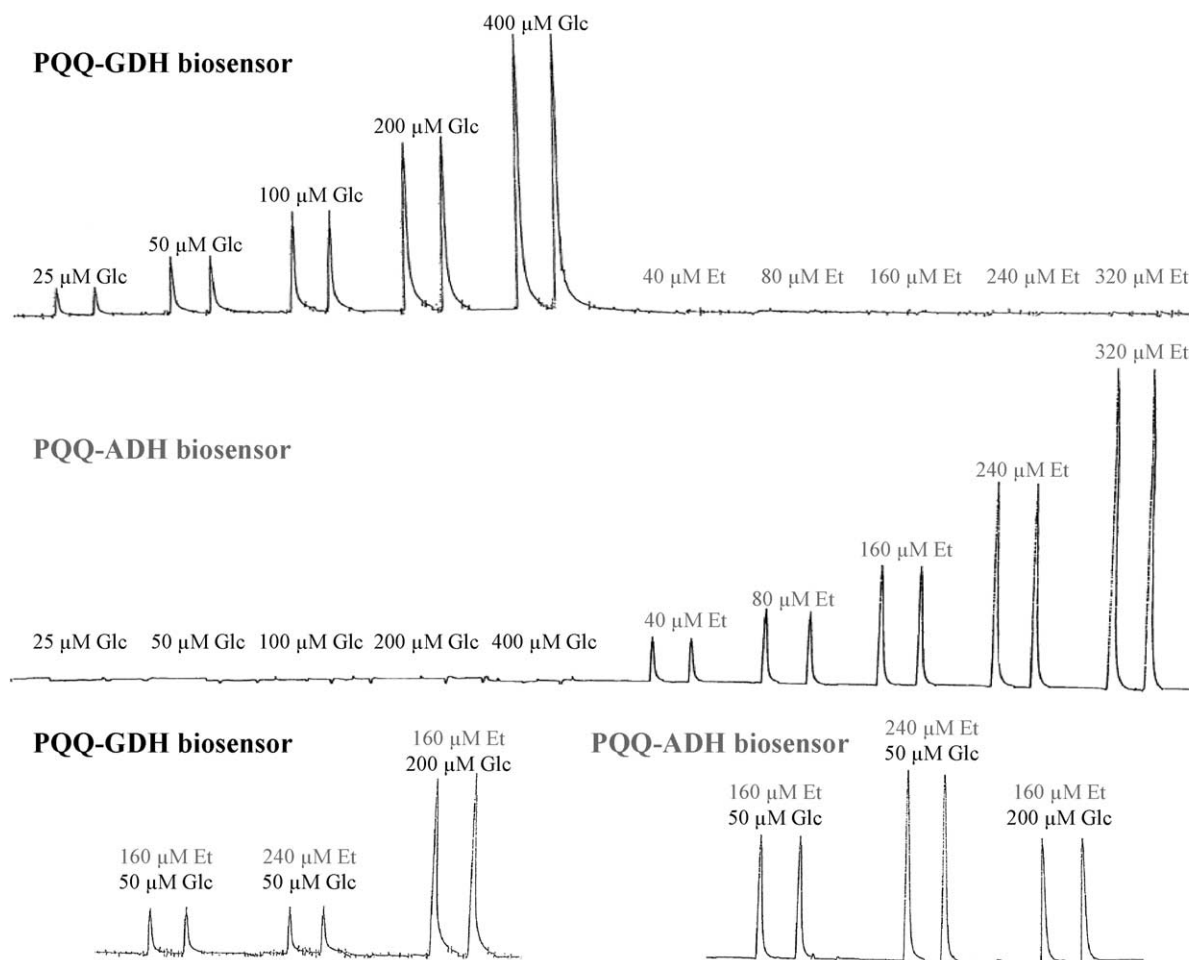 400 µM Glc
PQQ-GDH biosensor
200 µM Glc
100 µM Glc
50 µM Glc
25 µM Glc
40 µM Et 80 µM Et 160 µM Et 240 µM Et 320 µM Et
320 µM Et
PQQ-ADH biosensor
240 µM Et
160 µM Et
80 µM Et
40 µM Et
25 µM Glc 50 µM Glc 100 µM Glc 200 µM Glc 400 µM Glc
PQQ-GDH biosensor
160 µM Et
200 µM Glc
160 µM Et
50 µM Glc
240 µM Et
50 µM Glc
PQQ-ADH biosensor
240 µM Et
50 µM Glc
160 µM Et
50 µM Glc
160 µM Et
200 µM Glc